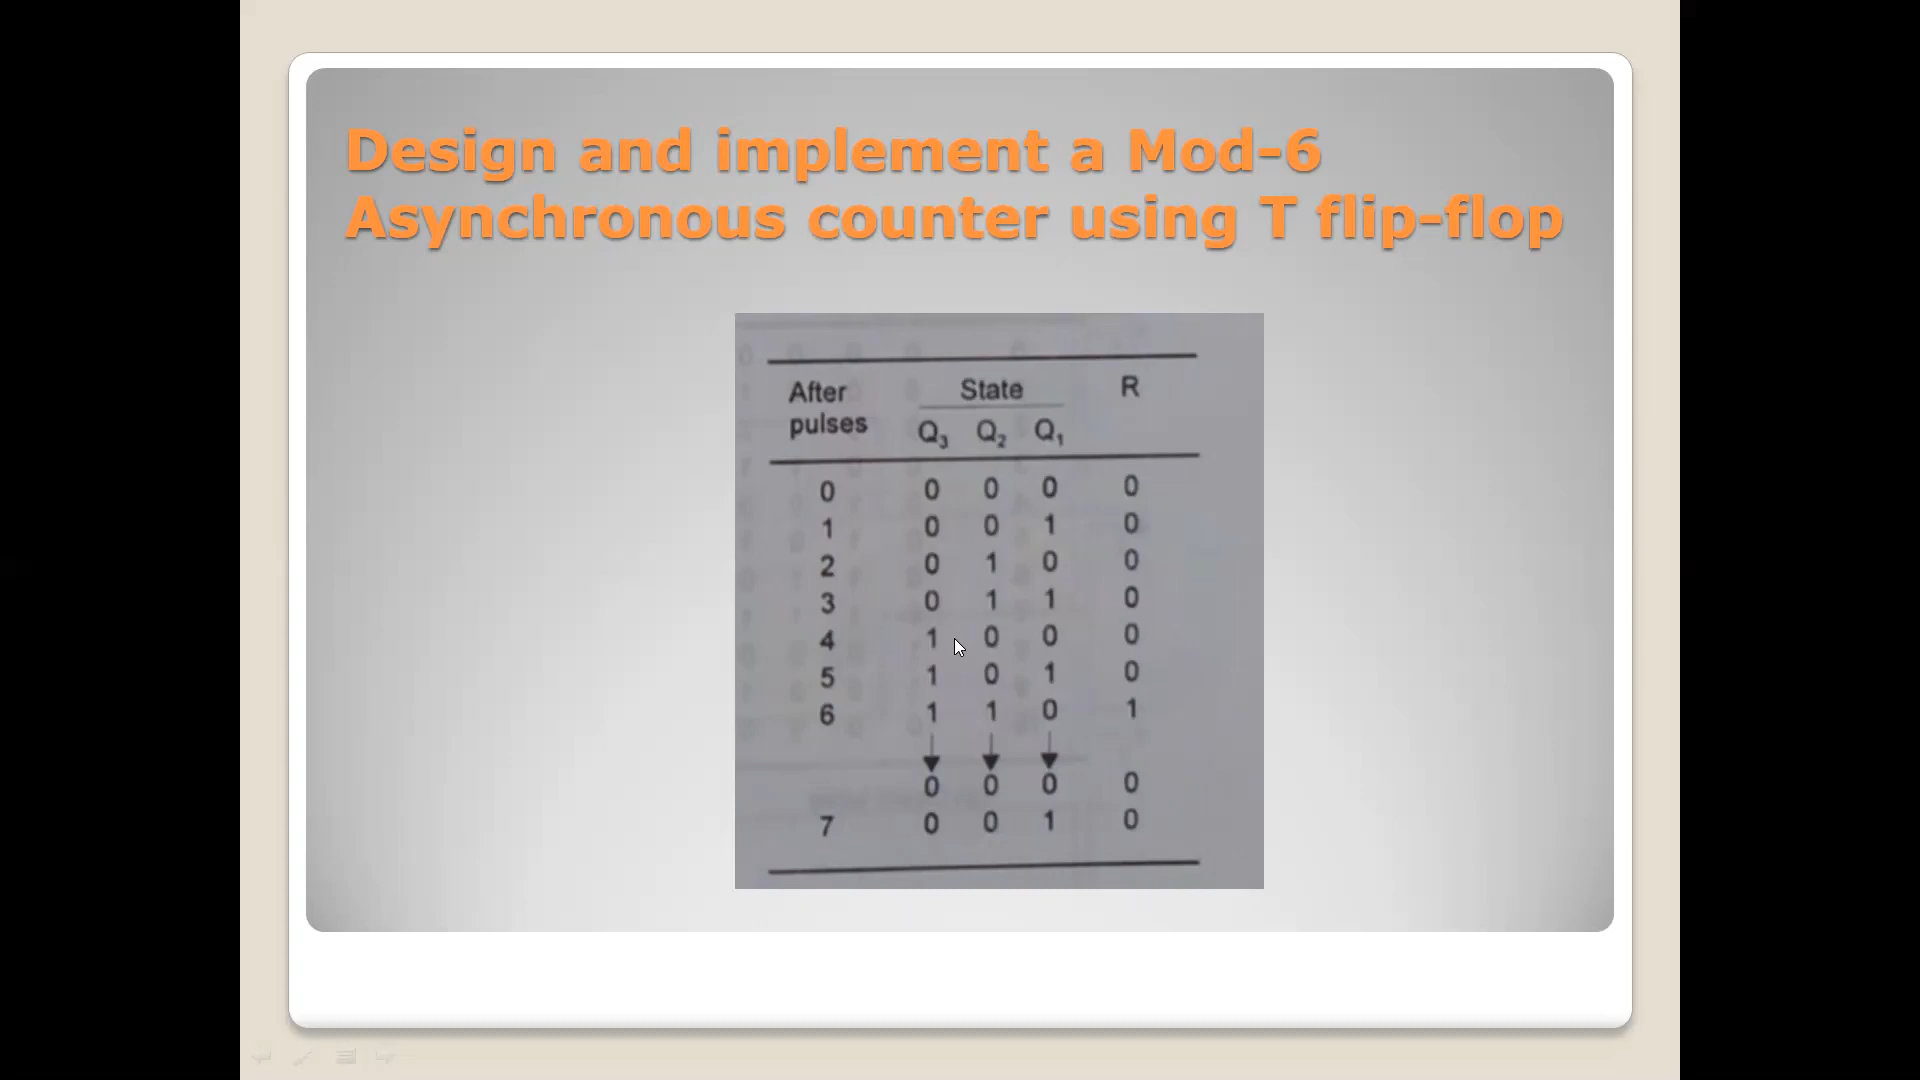 Design and implement a Mod-6
Asynchronous counter using T flip-flop
After pulses State R
Q3 Q2 Q1
0 0 0 0 0
1 0 0 1 0
2 0 1 0 0
3 0 1 1 0
4 1 0 0 0
5 1 0 1 0
6 1 1 0 1
0 0 0 0
7 0 0 1 0